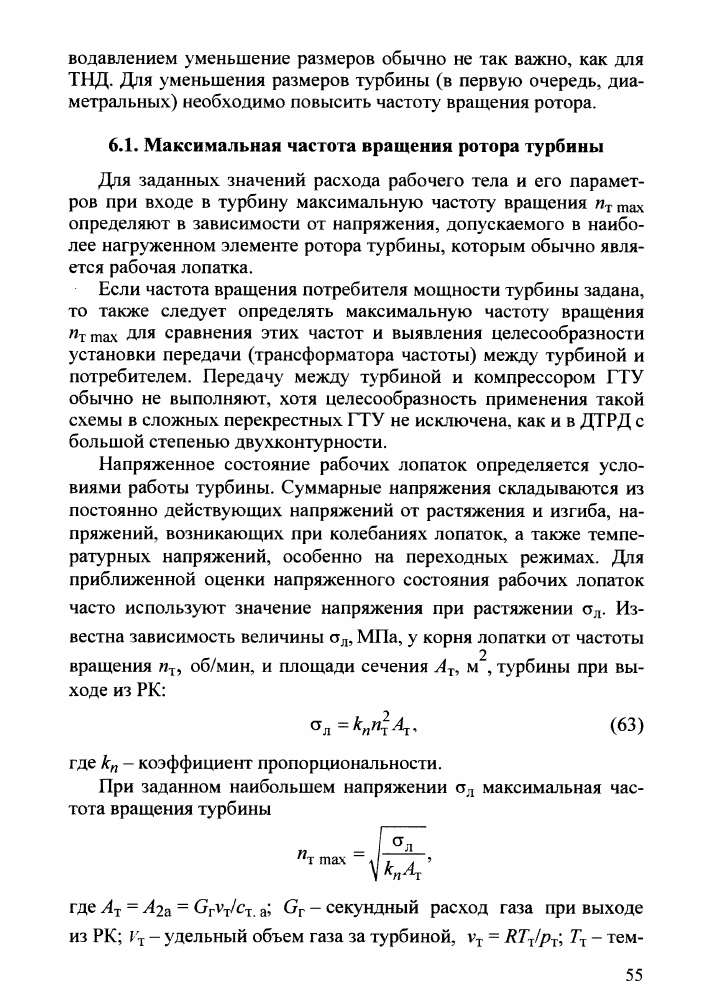 водавлением уменьшение размеров обычно не так важно, как для
ТНД. Для уменьшения размеров турбины (в первую очередь, диа-
метральных) необходимо повысить частоту вращения ротора.
6.1. Максимальная частота вращения ротора турбины
Для заданных значений расхода рабочего тела и его парамет-
ров при входе в турбину максимальную частоту вращения nт max
определяют в зависимости от напряжения, допускаемого в наибо-
лее нагруженном элементе ротора турбины, которым обычно явля-
ется рабочая лопатка.
Если частота вращения потребителя мощности турбины задана,
то также следует определять максимальную частоту вращения
nт max для сравнения этих частот и выявления целесообразности
установки передачи (трансформатора частоты) между турбиной и
потребителем. Передачу между турбиной и компрессором ГТУ
обычно не выполняют, хотя целесообразность применения такой
схемы в сложных перекрестных ГТУ не исключена, как и в ДТРД с
большой степенью двухконтурности.
Напряженное состояние рабочих лопаток определяется усло-
виями работы турбины. Суммарные напряжения складываются из
постоянно действующих напряжений от растяжения и изгиба, на-
пряжений, возникающих при колебаниях лопаток, а также темпе-
ратурных напряжений, особенно на переходных режимах. Для
приближенной оценки напряженного состояния рабочих лопаток
часто используют значение напряжения при растяжении σл. Из-
вестна зависимость величины σл, МПа, у корня лопатки от частоты
вращения nт, об/мин, и площади сечения Aт, м², турбины при вы-
ходе из РК:
σл = kₙnт²Aт, (63)
где kₙ – коэффициент пропорциональности.
При заданном наибольшем напряжении σл максимальная час-
тота вращения турбины
nт max = √(σл / kₙAт),
где Aт = A2а = Gгvт/cт. а; Gг – секундный расход газа при выходе
из РК; Vт – удельный объем газа за турбиной, vт = RTт/pт; Tт – тем-
55